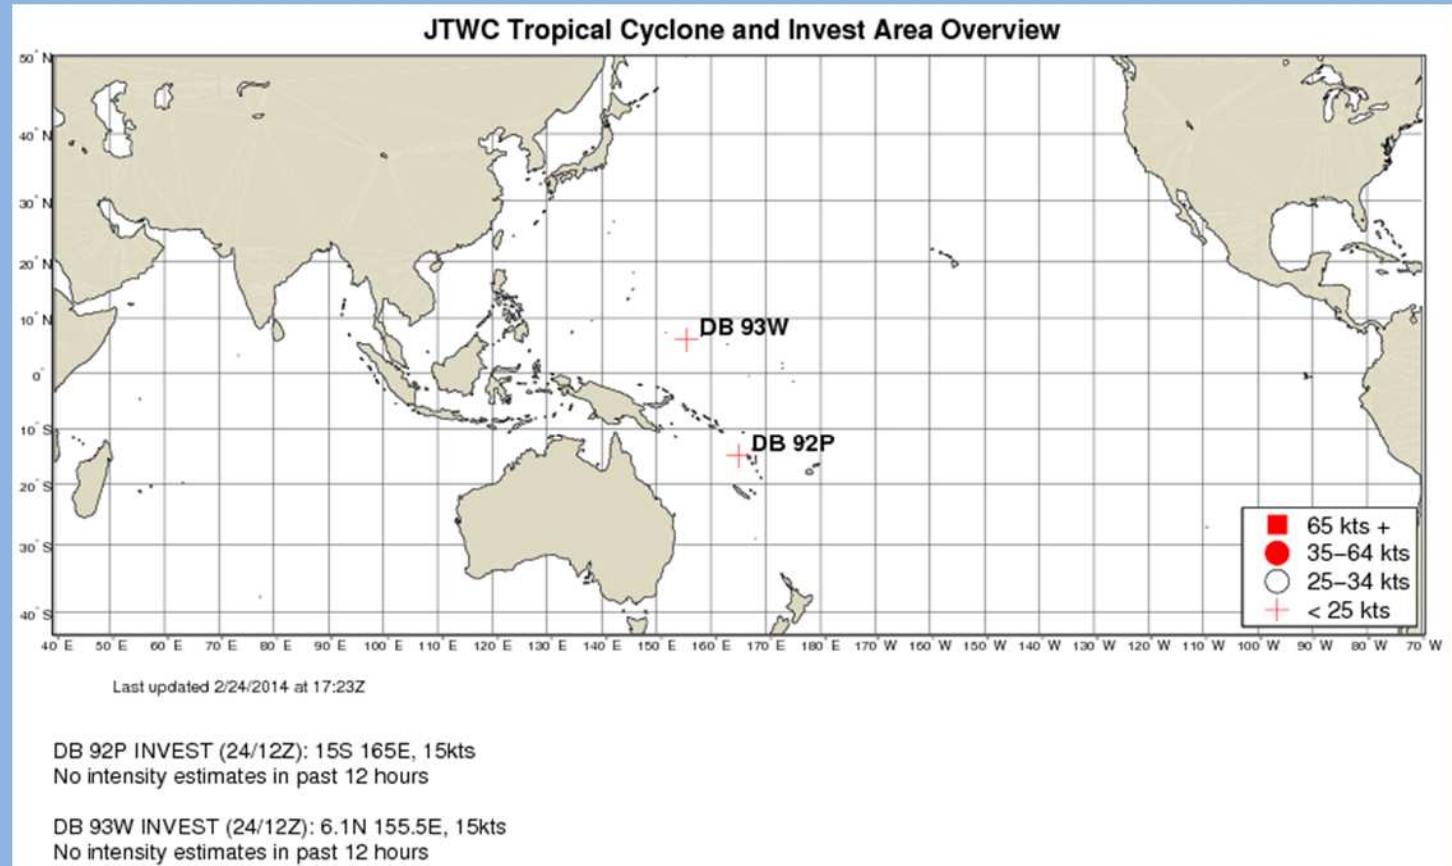 JTWC Tropical Cyclone and Invest Area Overview
50° N
40° N
30° N
20° N
10° N
0°
10° S
20° S
30° S
40° S
DB 93W
DB 92P
65 kts +
35–64 kts
25–34 kts
< 25 kts
40 E 50 E 60 E 70 E 80 E 90 E 100 E 110 E 120 E 130 E 140 E 150 E 160 E 170 E 180 E 170 W 160 W 150 W 140 W 130 W 120 W 110 W 100 W 90 W 80 W 70 W
Last updated 2/24/2014 at 17:23Z
DB 92P INVEST (24/12Z): 15S 165E, 15kts
No intensity estimates in past 12 hours
DB 93W INVEST (24/12Z): 6.1N 155.5E, 15kts
No intensity estimates in past 12 hours